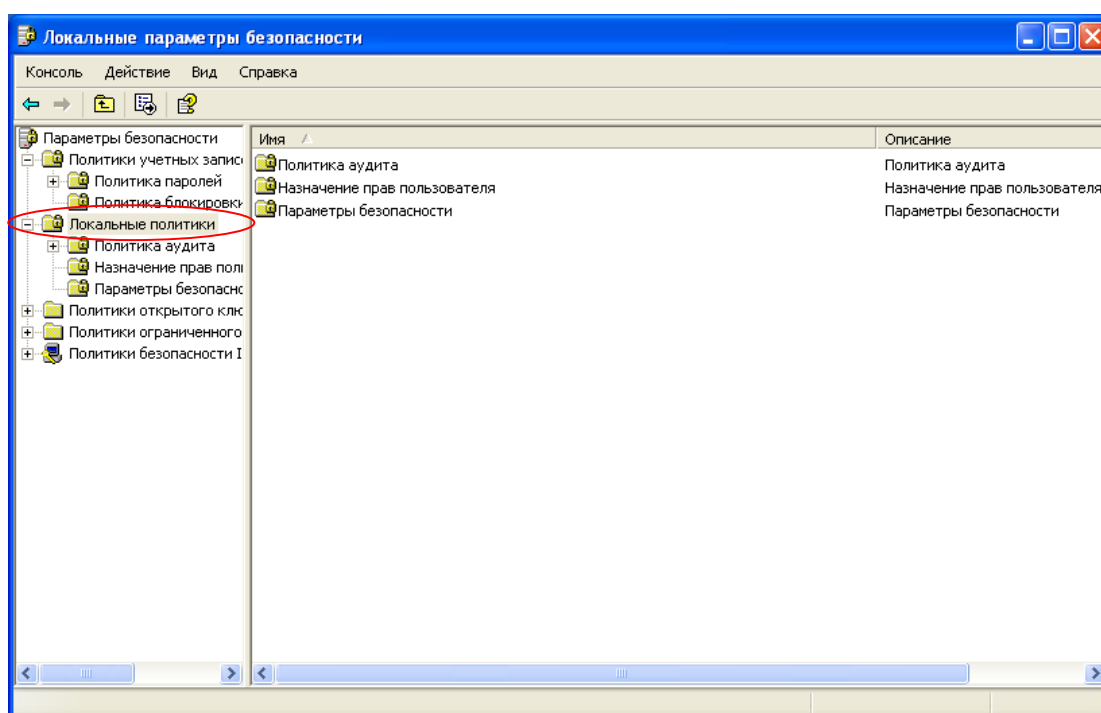 Локальные параметры безопасности
Консоль Действие Вид Справка
Параметры безопасности
Политики учетных запис
Политика паролей
Политика блокировк
Локальные политики
Политика аудита
Назначение прав пол
Параметры безопасно
Политики открытого клю
Политики ограниченного
Политики безопасности I
Имя Описание
Политика аудита Политика аудита
Назначение прав пользователя Назначение прав пользователя
Параметры безопасности Параметры безопасности